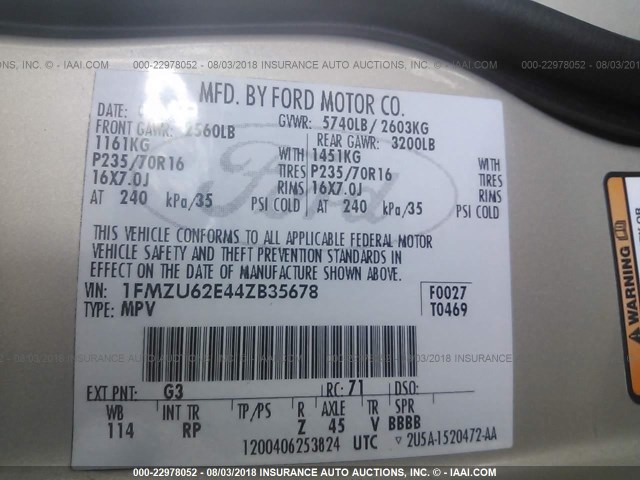 000-22978052 - 08/03/2018 - INSURANCE AUTO AUCTIONS, INC. - © IAAI.COM
MFD. BY FORD MOTOR CO.
DATE: GVWR: 5740LB / 2603KG
FRONT GAWR: 2560LB REAR GAWR: 3200LB
1161KG WITH 1451KG WITH
P235/70R16 TIRES P235/70R16 TIRES
16X7.0J RIMS 16X7.0J RIMS
AT 240 kPa/35 PSI COLD AT 240 kPa/35 PSI COLD
THIS VEHICLE CONFORMS TO ALL APPLICABLE FEDERAL MOTOR
VEHICLE SAFETY AND THEFT PREVENTION STANDARDS IN
EFFECT ON THE DATE OF MANUFACTURE SHOWN ABOVE.
VIN: 1FMZU62E44ZB35678 F0027
TYPE: MPV T0469
EXT PNT: G3 RC: 71 DSO:
WB INT TR TP/PS R AXLE TR SPR
114 RP Z 45 V BBBB
1200406253824 UTC ▽ 2U5A-1520472-AA
Ford
WARNING
000-22978052 - 08/03/2018 - INSURANCE AUTO AUCTIONS, INC. - © IAAI.COM
000-22978052 - 08/03/2018 - INSURANCE AUTO AUCTIONS, INC. - © IAAI.COM